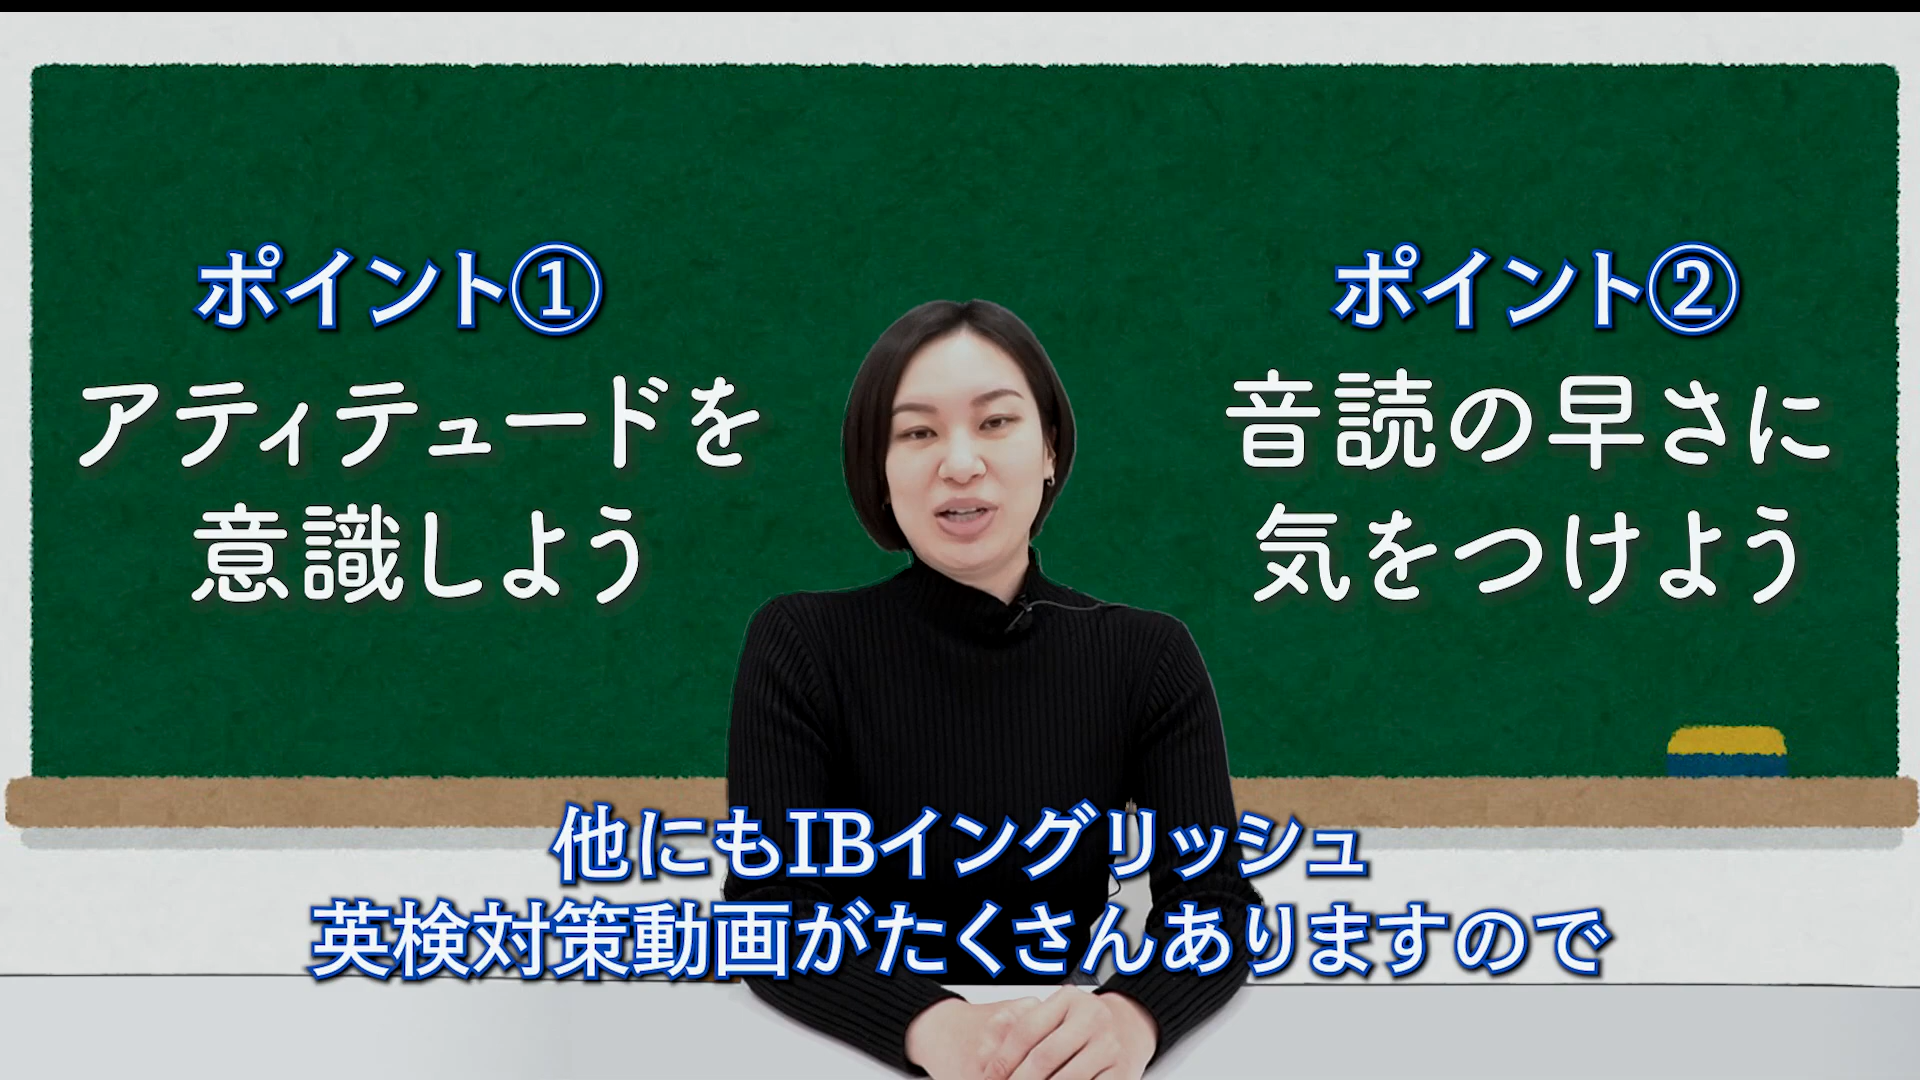 ポイント①
アティテュードを
意識しよう
ポイント②
音読の早さに
気をつけよう
他にもIBイングリッシュ
英検対策動画がたくさんありますので